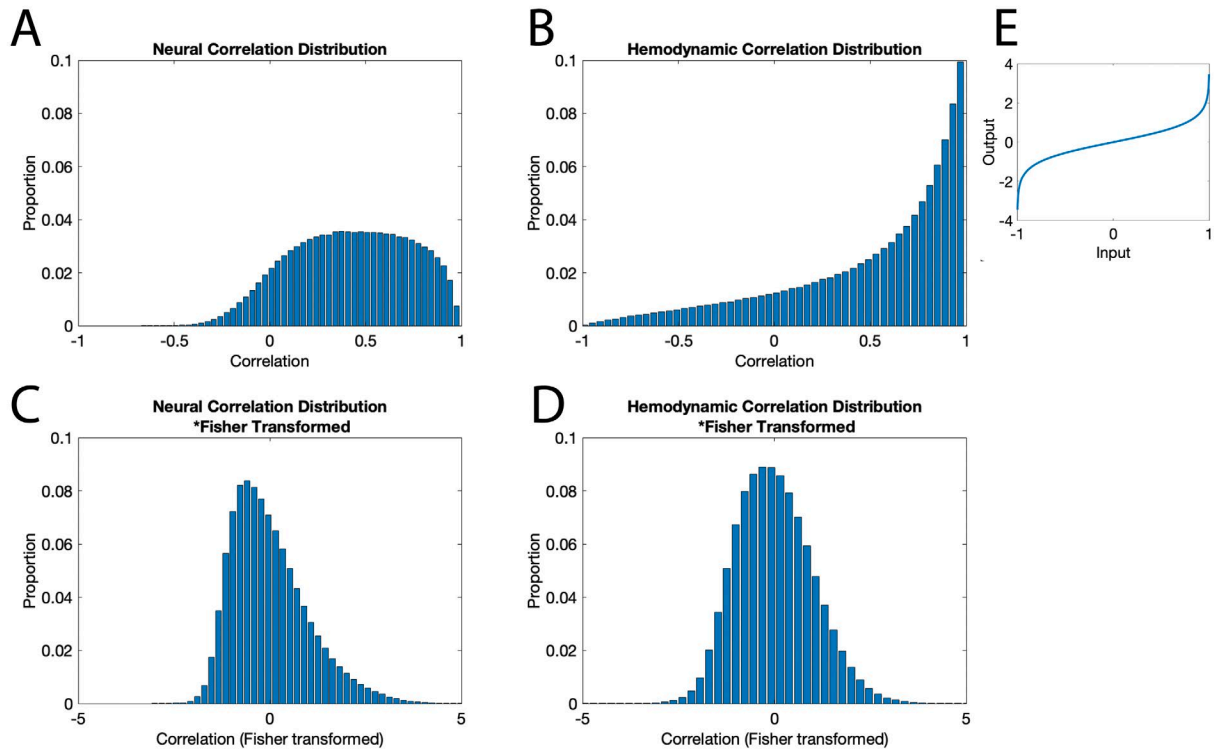 A
Neural Correlation Distribution
0.1
0.08
0.06
0.04
0.02
0
Proportion
-1
-0.5
0
0.5
1
Correlation
B
Hemodynamic Correlation Distribution
0.1
0.08
0.06
0.04
0.02
0
Proportion
-1
-0.5
0
0.5
1
Correlation
E
4
2
0
-2
-4
Output
-1
0
1
Input
C
Neural Correlation Distribution
*Fisher Transformed
0.1
0.08
0.06
0.04
0.02
0
Proportion
-5
0
5
Correlation (Fisher transformed)
D
Hemodynamic Correlation Distribution
*Fisher Transformed
0.1
0.08
0.06
0.04
0.02
0
Proportion
-5
0
5
Correlation (Fisher transformed)